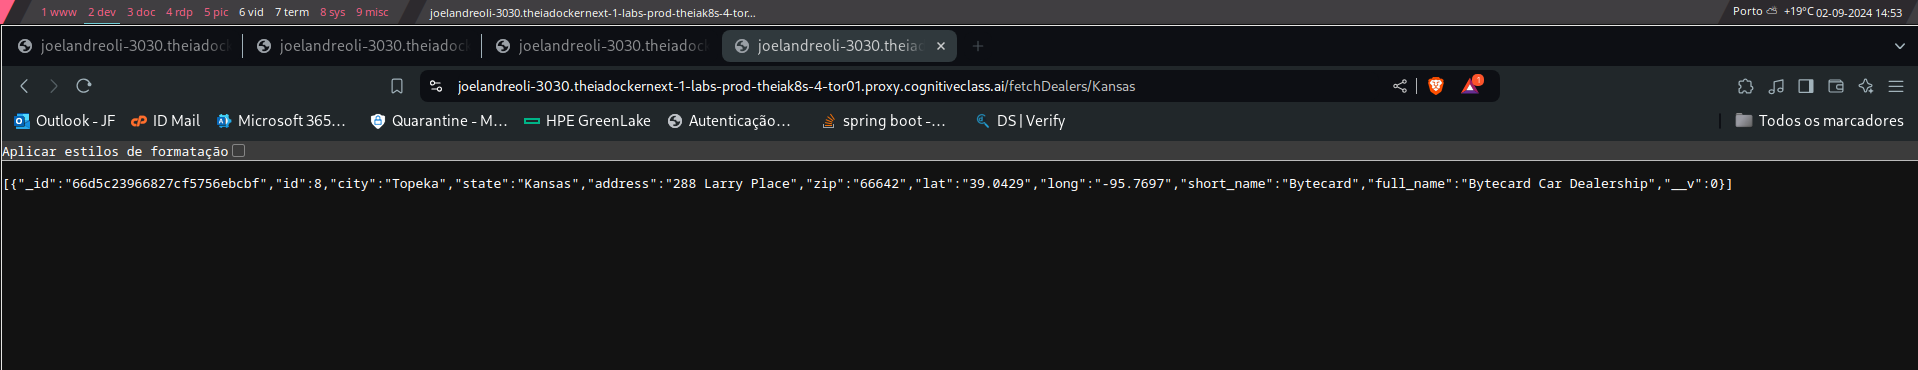 1 www 2 dev 3 doc 4 rdp 5 pic 6 vid 7 term 8 sys 9 misc joelandreoli-3030.theiadockernext-1-labs-prod-theiak8s-4-tor... Porto +19°C 02-09-2024 14:53
joelandreoli-3030.theiadoc joelandreoli-3030.theiadoc joelandreoli-3030.theiadoc joelandreoli-3030.theia
joelandreoli-3030.theiadockernext-1-labs-prod-theiak8s-4-tor01.proxy.cognitiveclass.ai/fetchDealers/Kansas 1
Outlook - JF ID Mail Microsoft 365... Quarantine - M... HPE GreenLake Autenticação... spring boot -... DS | Verify Todos os marcadores
Aplicar estilos de formatação
[{"_id":"66d5c23966827cf5756ebcbf","id":8,"city":"Topeka","state":"Kansas","address":"288 Larry Place","zip":"66642","lat":"39.0429","long":"-95.7697","short_name":"Bytecard","full_name":"Bytecard Car Dealership","__v":0}]